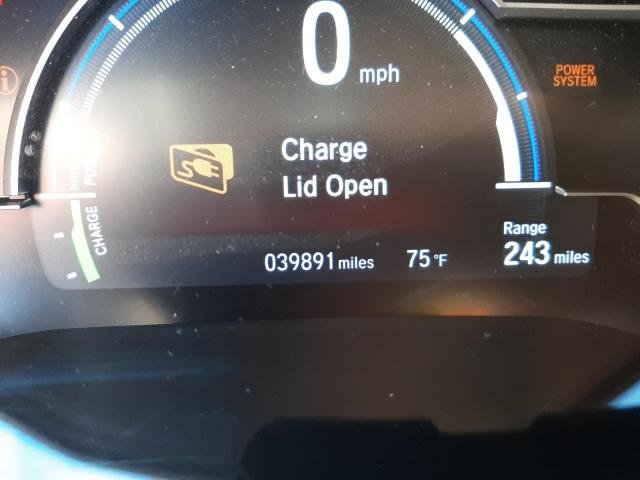 0 mph
POWER
SYSTEM
Charge
Lid Open
CHARGE
Range
039891 miles 75 °F 243 miles